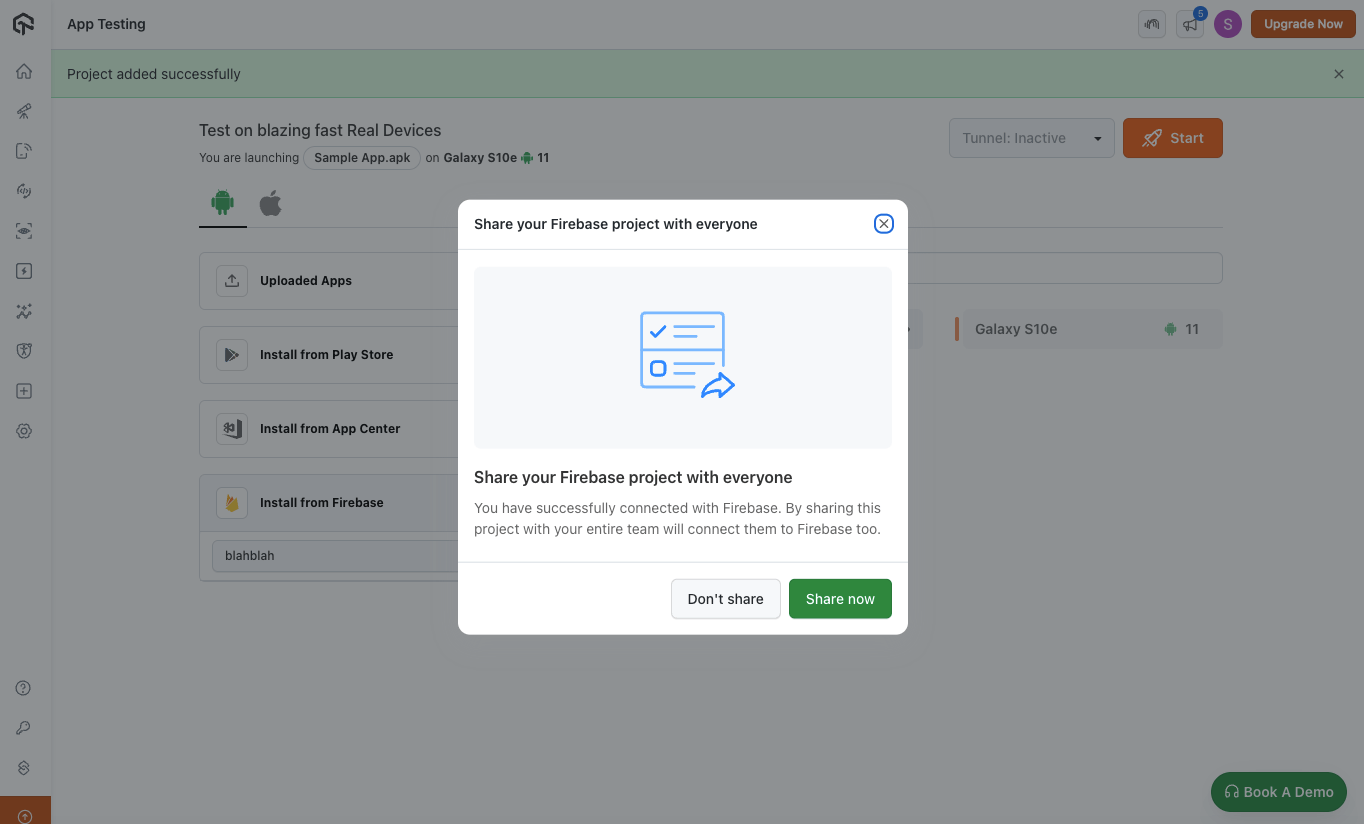 App Testing
5
S
Upgrade Now
Project added successfully
Test on blazing fast Real Devices
You are launching Sample App.apk on Galaxy S10e 11
Tunnel: Inactive
Start
Uploaded Apps
Install from Play Store
Install from App Center
Install from Firebase
blahblah
Galaxy S10e 11
Share your Firebase project with everyone
Share your Firebase project with everyone
You have successfully connected with Firebase. By sharing this
project with your entire team will connect them to Firebase too.
Don't share
Share now
Book A Demo